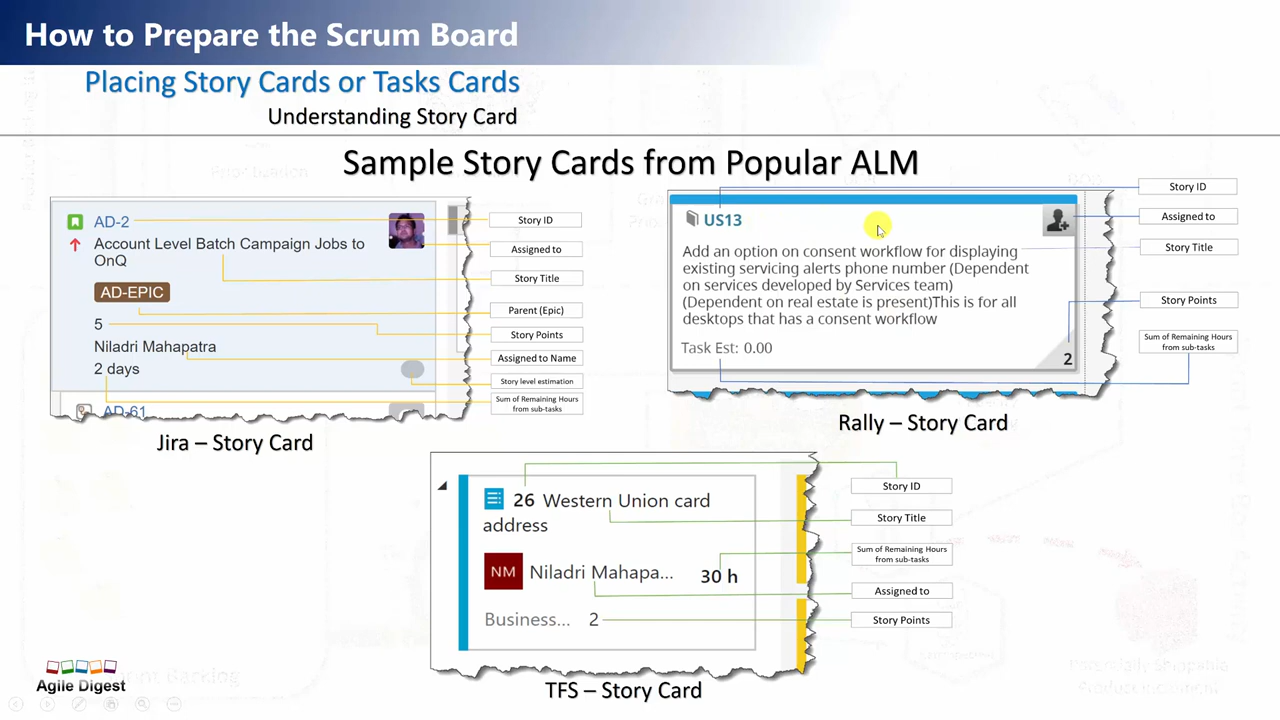 How to Prepare the Scrum Board
Placing Story Cards or Tasks Cards
Understanding Story Card
Sample Story Cards from Popular ALM
AD-2
Account Level Batch Campaign Jobs to
OnQ
AD-EPIC
5
Niladri Mahapatra
2 days
AD-61
Story ID
Assigned to
Story Title
Parent (Epic)
Story Points
Assigned to Name
Story level estimation
Sum of Remaining Hours
from sub-tasks
Jira – Story Card
US13
Add an option on consent workflow for displaying
existing servicing alerts phone number (Dependent
on services developed by Services team)
(Dependent on real estate is present)This is for all
desktops that has a consent workflow
Task Est: 0.00
2
Story ID
Assigned to
Story Title
Story Points
Sum of Remaining Hours
from sub-tasks
Rally – Story Card
26 Western Union card
address
NM Niladri Mahapa... 30 h
Business... 2
Story ID
Story Title
Sum of Remaining Hours
from sub-tasks
Assigned to
Story Points
TFS – Story Card
Agile Digest